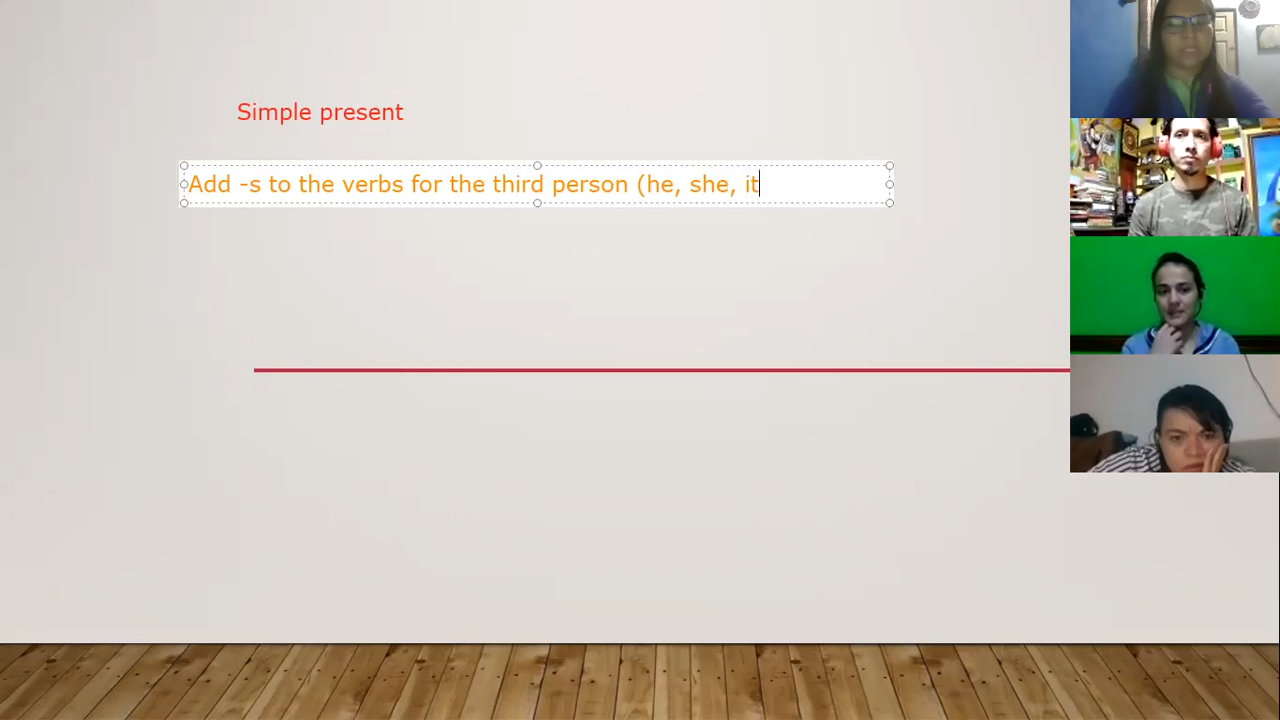 Simple present
Add -s to the verbs for the third person (he, she, it